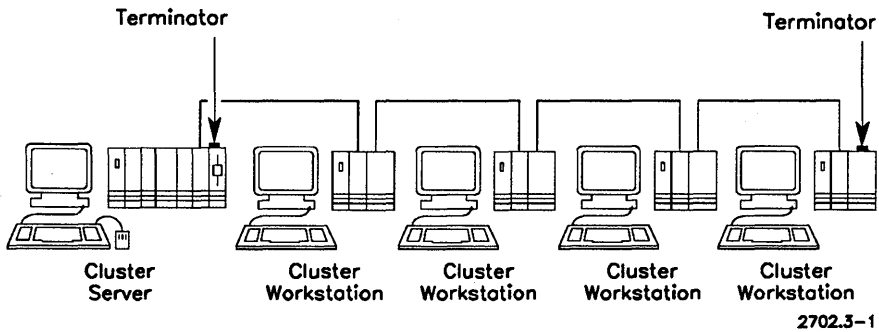 Terminator
Terminator
Cluster
Server
Cluster
Workstation
Cluster
Workstation
Cluster
Workstation
Cluster
Workstation
2702.3-1